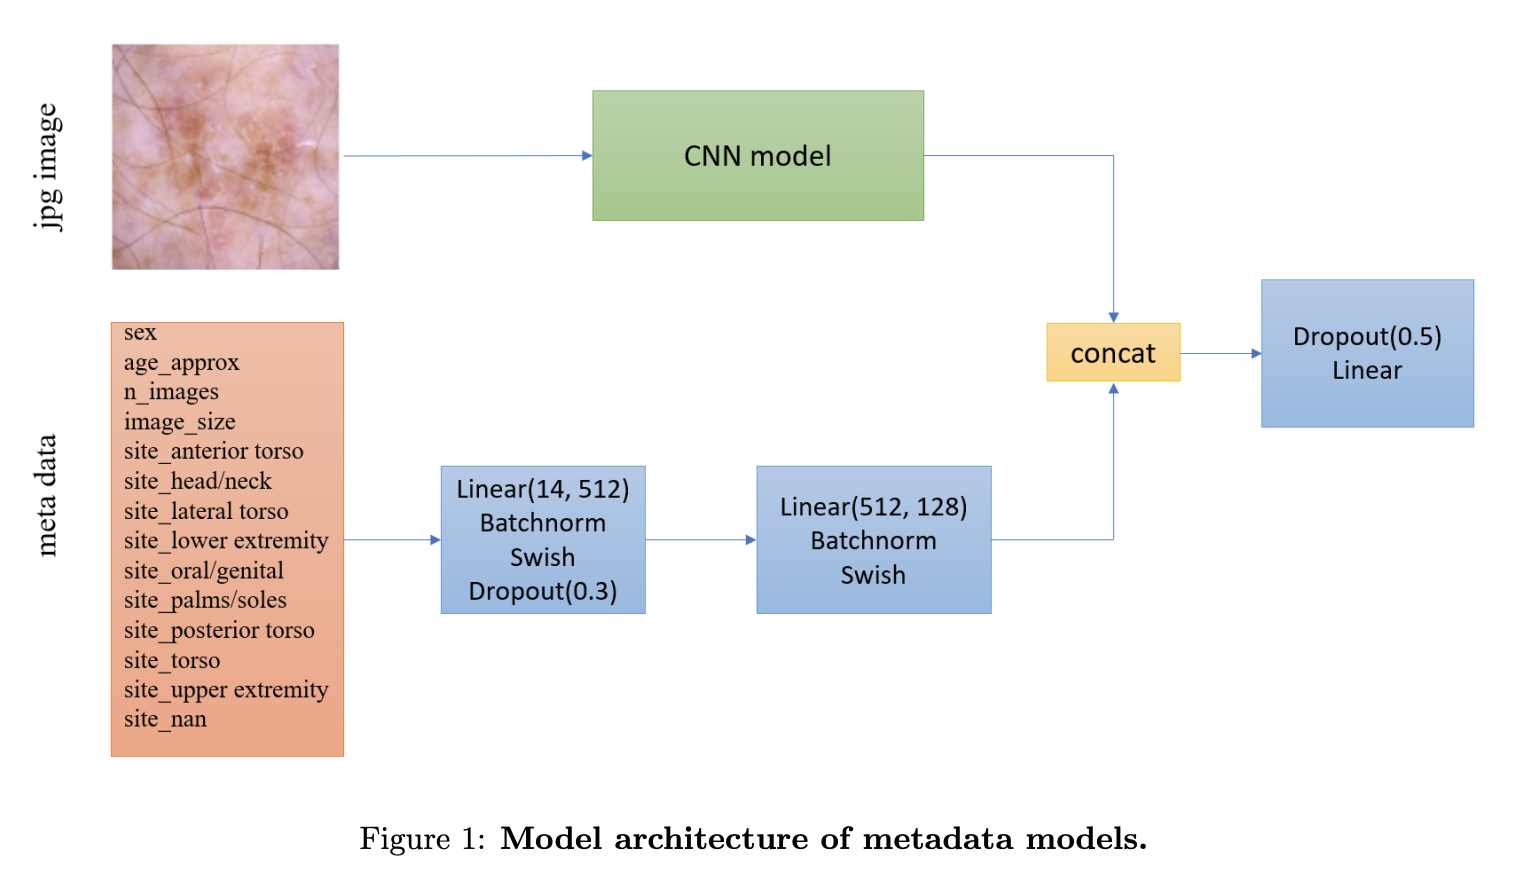 jpg image
CNN model
meta data
sex
age_approx
n_images
image_size
site_anterior torso
site_head/neck
site_lateral torso
site_lower extremity
site_oral/genital
site_palms/soles
site_posterior torso
site_torso
site_upper extremity
site_nan
Linear(14, 512)
Batchnorm
Swish
Dropout(0.3)
Linear(512, 128)
Batchnorm
Swish
concat
Dropout(0.5)
Linear
Figure 1: Model architecture of metadata models.